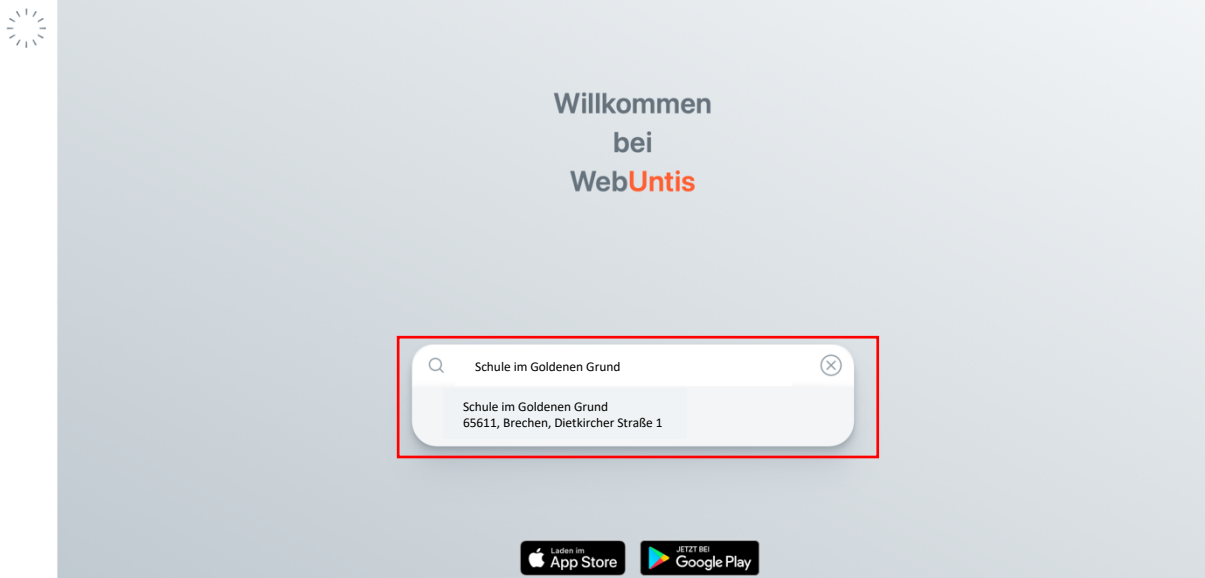 Willkommen
bei
WebUntis
Schule im Goldenen Grund
Schule im Goldenen Grund
65611, Brechen, Dietkircher Straße 1
Laden im
App Store
JETZT BEI
Google Play